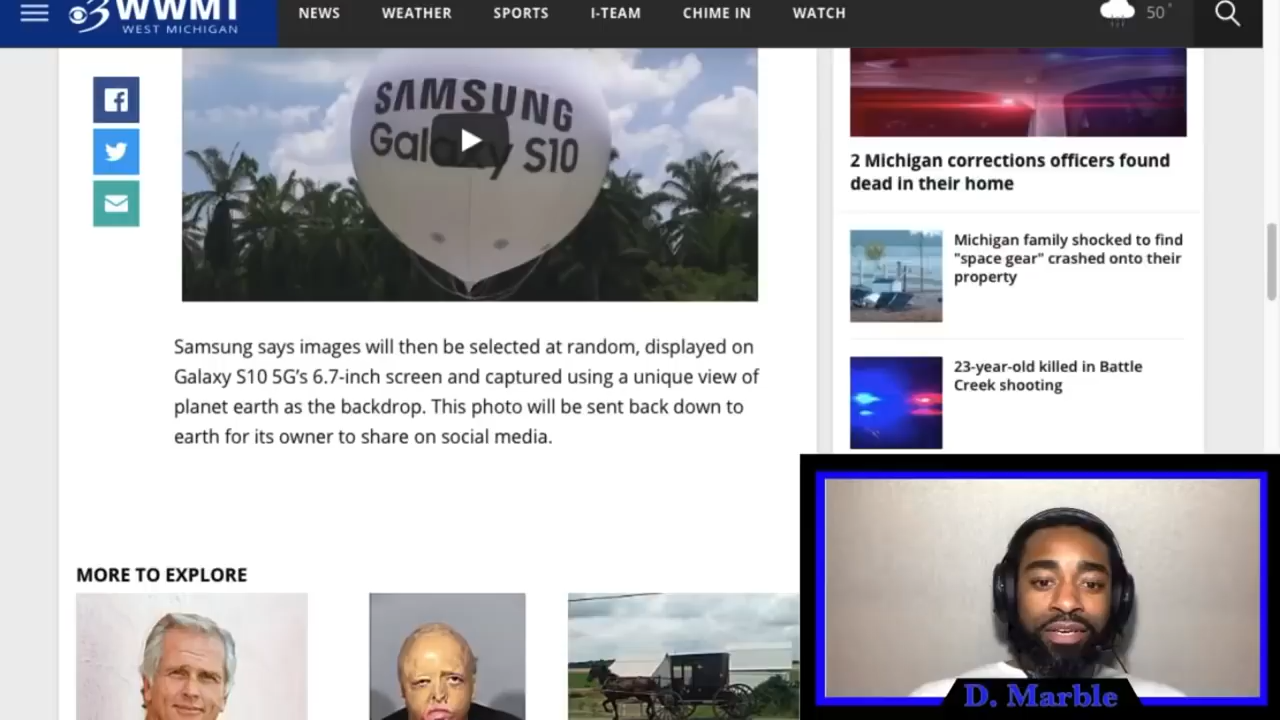 WWMT
WEST MICHIGAN
NEWS
WEATHER
SPORTS
I-TEAM
CHIME IN
WATCH
50°
SAMSUNG
Galaxy S10
Samsung says images will then be selected at random, displayed on
Galaxy S10 5G's 6.7-inch screen and captured using a unique view of
planet earth as the backdrop. This photo will be sent back down to
earth for its owner to share on social media.
2 Michigan corrections officers found
dead in their home
Michigan family shocked to find
"space gear" crashed onto their
property
23-year-old killed in Battle
Creek shooting
MORE TO EXPLORE
D. Marble